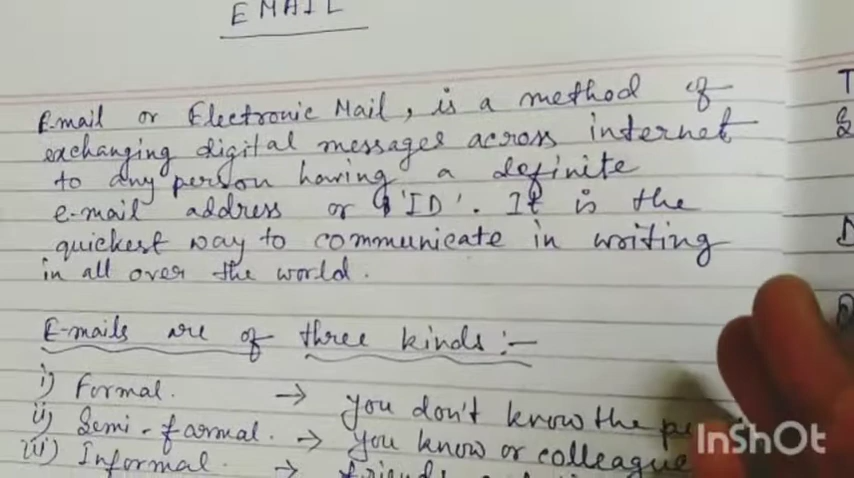 EMAIL
E-mail or Electronic Mail, is a method of
exchanging digital messages across internet
to any person having a definite
e-mail address or 'ID'. It is the
quickest way to communicate in writing
in all over the world.
E-mails are of three kinds :-
i) Formal. → you don't know the
ii) Semi-formal. → you know or colleague
iii) Informal. →
InShOt